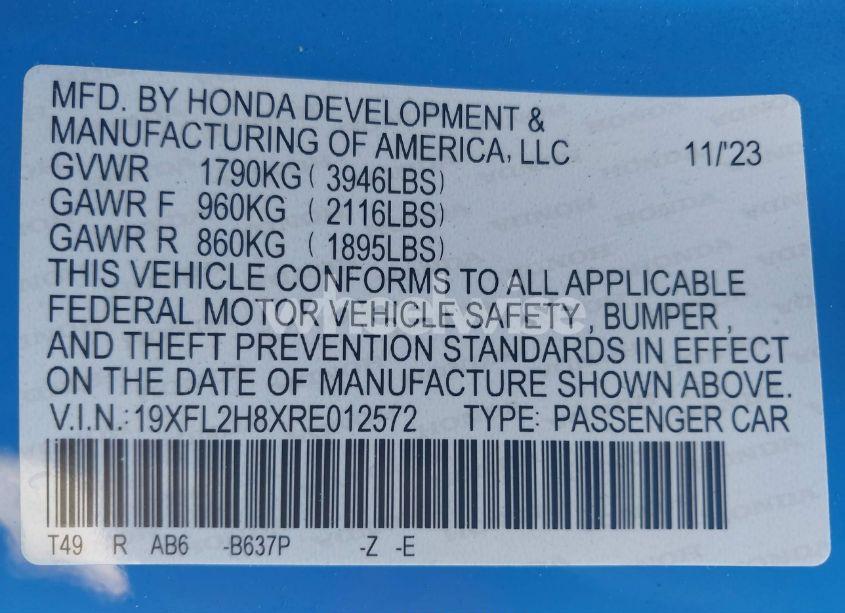 MFD. BY HONDA DEVELOPMENT &
MANUFACTURING OF AMERICA, LLC 11/'23
GVWR 1790KG ( 3946LBS)
GAWR F 960KG ( 2116LBS)
GAWR R 860KG ( 1895LBS)
THIS VEHICLE CONFORMS TO ALL APPLICABLE
FEDERAL MOTOR VEHICLE SAFETY , BUMPER ,
AND THEFT PREVENTION STANDARDS IN EFFECT
ON THE DATE OF MANUFACTURE SHOWN ABOVE.
V.I.N.: 19XFL2H8XRE012572 TYPE: PASSENGER CAR
T49 R AB6 -B637P -Z -E